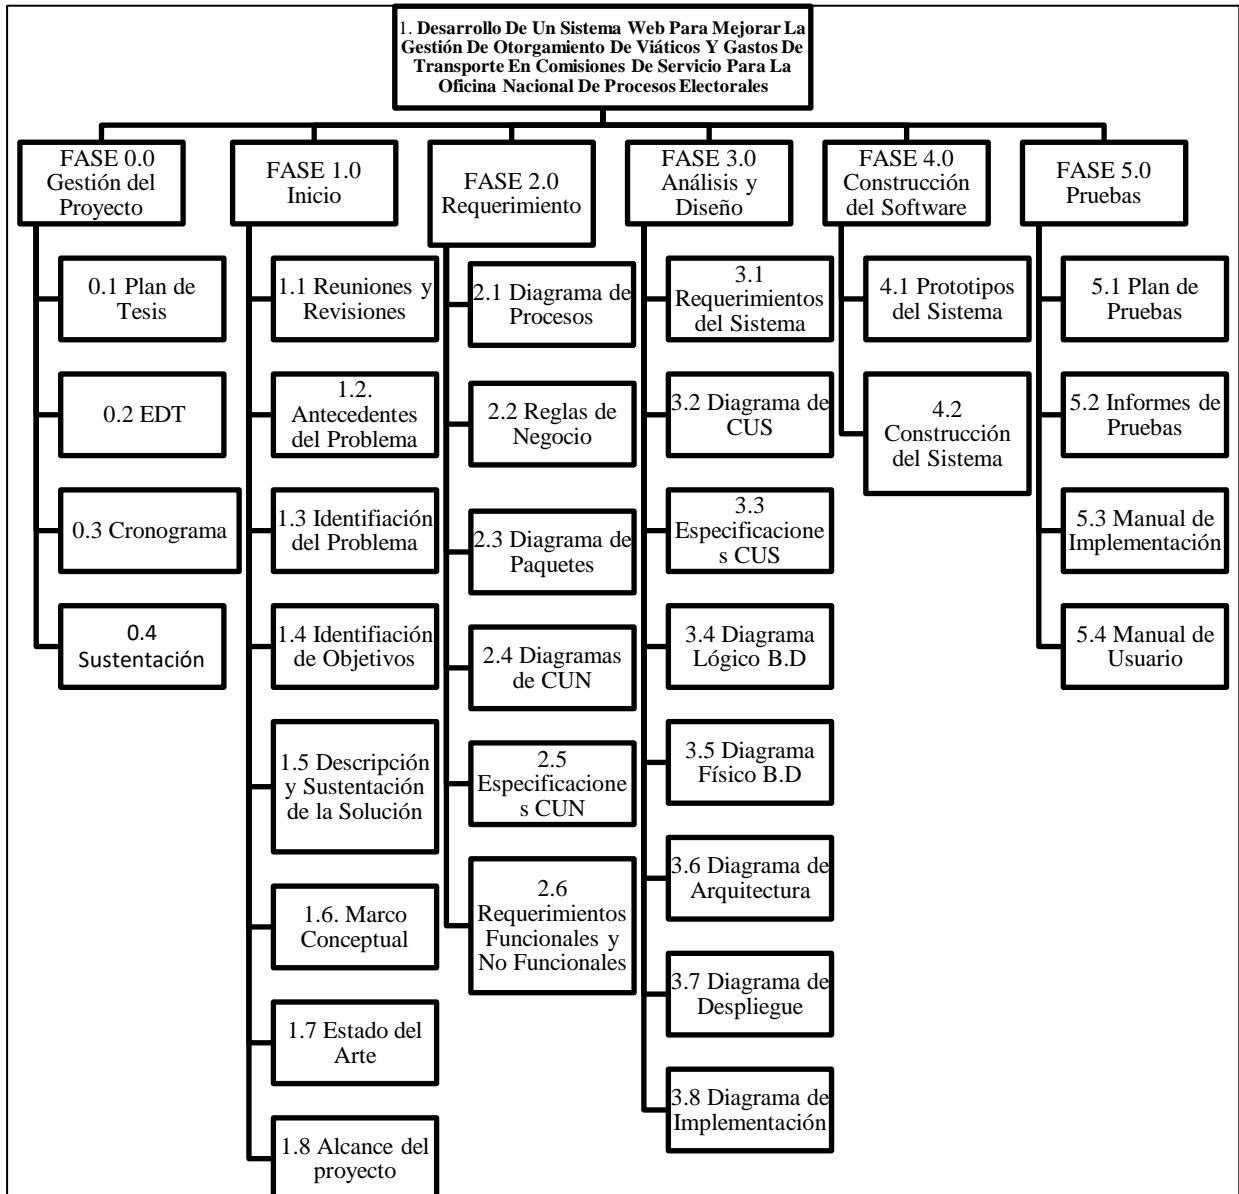 1. Desarrollo De Un Sistema Web Para Mejorar La
Gestión De Otorgamiento De Viáticos Y Gastos De
Transporte En Comisiones De Servicio Para La
Oficina Nacional De Procesos Electorales
FASE 0.0
Gestión del
Proyecto
0.1 Plan de
Tesis
0.2 EDT
0.3 Cronograma
0.4
Sustentación
FASE 1.0
Inicio
1.1 Reuniones y
Revisiones
1.2.
Antecedentes
del Problema
1.3 Identifiación
del Problema
1.4 Identifiación
de Objetivos
1.5 Descripción
y Sustentación
de la Solución
1.6. Marco
Conceptual
1.7 Estado del
Arte
1.8 Alcance del
proyecto
FASE 2.0
Requerimiento
2.1 Diagrama de
Procesos
2.2 Reglas de
Negocio
2.3 Diagrama de
Paquetes
2.4 Diagramas
de CUN
2.5
Especificacione
s CUN
2.6
Requerimientos
Funcionales y
No Funcionales
FASE 3.0
Análisis y
Diseño
3.1
Requerimientos
del Sistema
3.2 Diagrama de
CUS
3.3
Especificacione
s CUS
3.4 Diagrama
Lógico B.D
3.5 Diagrama
Físico B.D
3.6 Diagrama de
Arquitectura
3.7 Diagrama de
Despliegue
3.8 Diagrama de
Implementación
FASE 4.0
Construcción
del Software
4.1 Prototipos
del Sistema
4.2
Construcción
del Sistema
FASE 5.0
Pruebas
5.1 Plan de
Pruebas
5.2 Informes de
Pruebas
5.3 Manual de
Implementación
5.4 Manual de
Usuario